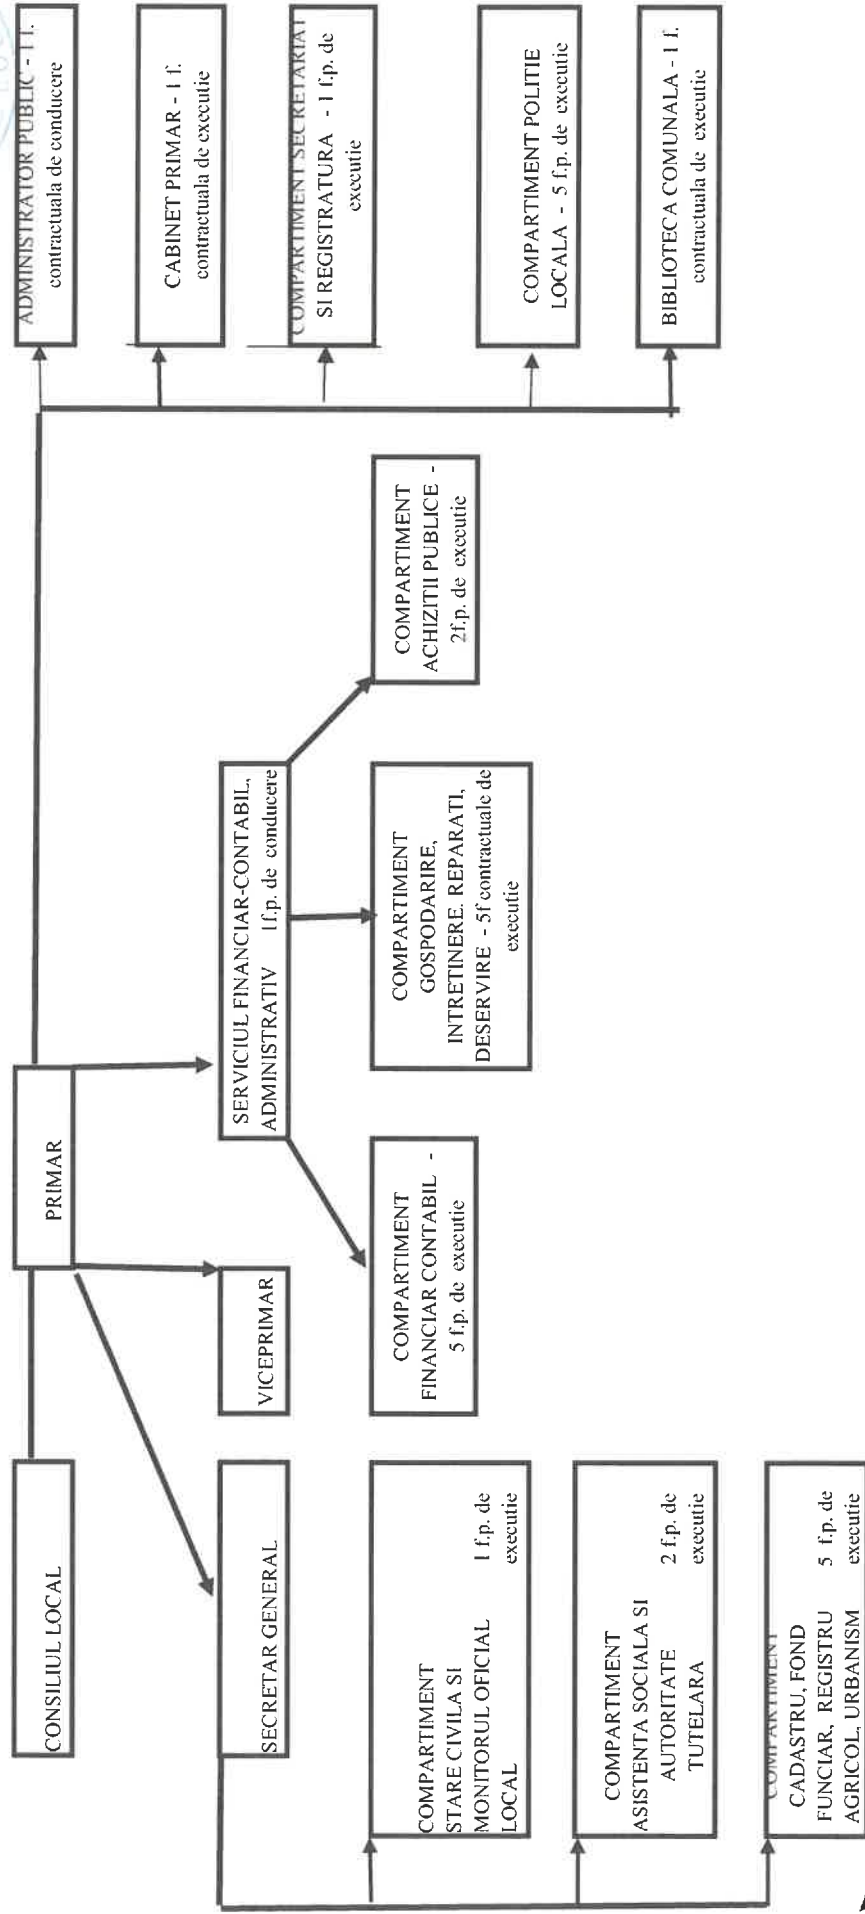 CONSILIUL LOCAL
PRIMAR
SECRETAR GENERAL
VICEPRIMAR
SERVICIUL FINANCIAR-CONTABIL,
ADMINISTRATIV 1f.p. de conducere
COMPARTIMENT
STARE CIVILA SI
MONITORUL OFICIAL
LOCAL
1 f.p. de
executie
COMPARTIMENT
ASISTENTA SOCIALA SI
AUTORITATE
TUTELARA
2 f.p. de
executie
COMPARTIMENT
CADASTRU, FOND
FUNCIAR, REGISTRU
AGRICOL, URBANISM
5 f.p. de
executie
COMPARTIMENT
FINANCIAR CONTABIL -
5 f.p. de executie
COMPARTIMENT
GOSPODARIRE,
INTRETINERE. REPARATI,
DESERVIRE - 5f contractuale de
executie
COMPARTIMENT
ACHIZITII PUBLICE -
2f.p. de executie
ADMINISTRATOR PUBLIC - 1 f.
contractuala de conducere
CABINET PRIMAR - 1 f.
contractuala de executie
COMPARTIMENT SECRETARIAT
SI REGISTRATURA - 1 f.p. de
executie
COMPARTIMENT POLITIE
LOCALA - 5 f.p. de executie
BIBLIOTECA COMUNALA - 1 f.
contractuala de executie